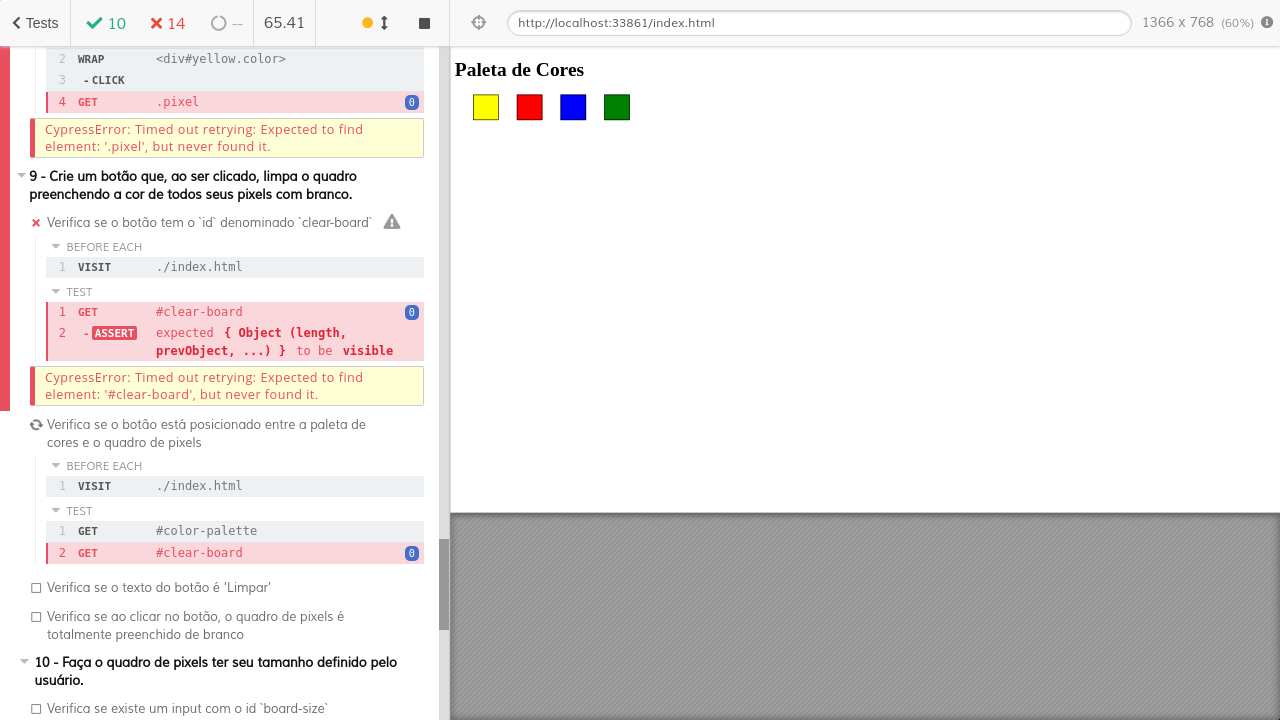 Tests
10
14
--
65.41
http://localhost:33861/index.html
1366 x 768 (60%)
2 WRAP <div#yellow.color>
3 -CLICK
4 GET .pixel 0
CypressError: Timed out retrying: Expected to find
element: '.pixel', but never found it.
9 - Crie um botão que, ao ser clicado, limpa o quadro
preenchendo a cor de todos seus pixels com branco.
Verifica se o botão tem o `id` denominado `clear-board`
BEFORE EACH
1 VISIT ./index.html
TEST
1 GET #clear-board 0
2 -ASSERT expected { Object (length,
prevObject, ...) } to be visible
CypressError: Timed out retrying: Expected to find
element: '#clear-board', but never found it.
Verifica se o botão está posicionado entre a paleta de
cores e o quadro de pixels
BEFORE EACH
1 VISIT ./index.html
TEST
1 GET #color-palette
2 GET #clear-board 0
Verifica se o texto do botão é 'Limpar'
Verifica se ao clicar no botão, o quadro de pixels é
totalmente preenchido de branco
10 - Faça o quadro de pixels ter seu tamanho definido pelo
usuário.
Verifica se existe um input com o id `board-size`
Paleta de Cores